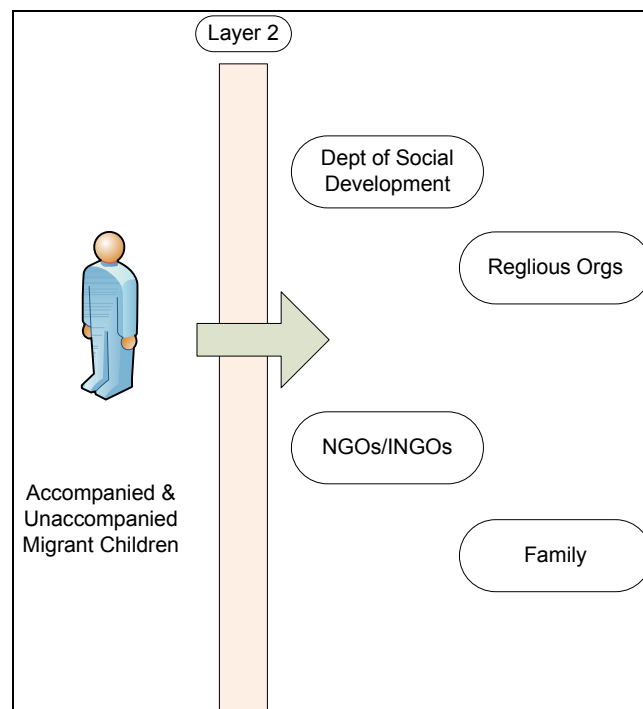 Layer 2
Dept of Social
Development
Reglious Orgs
NGOs/INGOs
Accompanied &
Unaccompanied
Migrant Children
Family